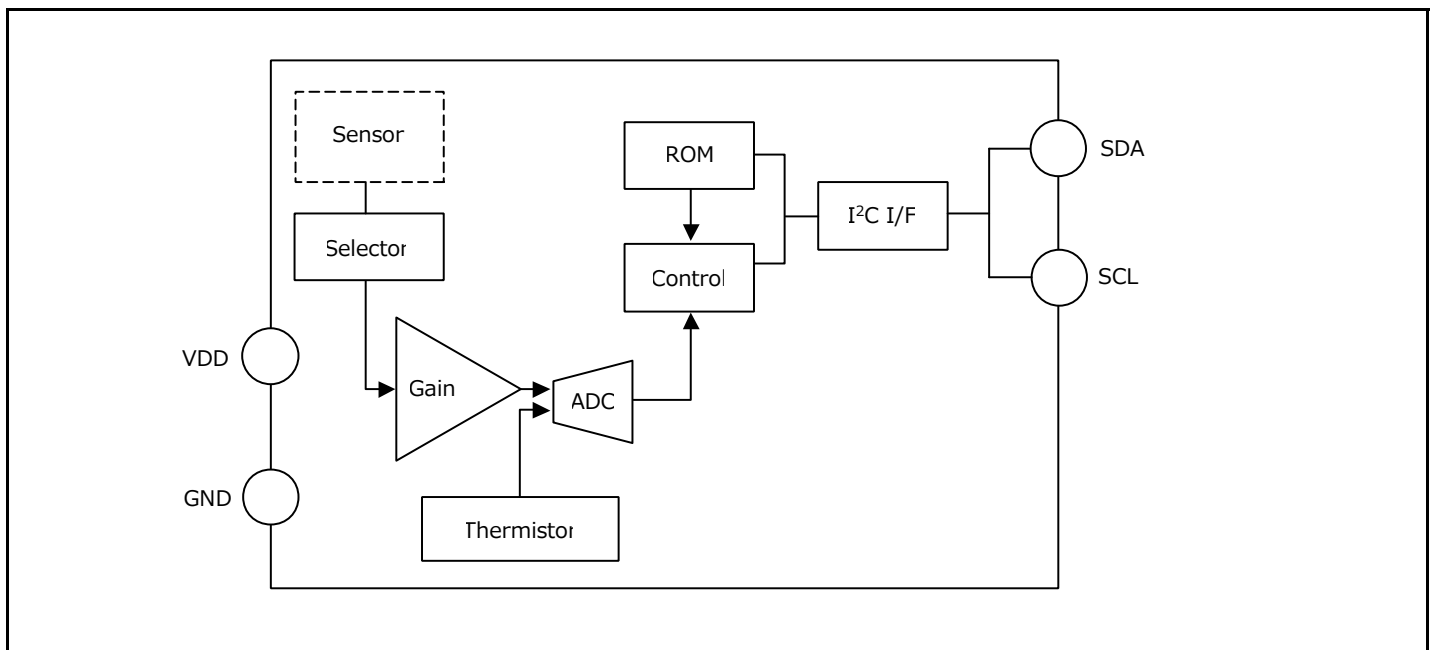 Sensor
ROM
SDA
I²C I/F
Selector
Control
SCL
VDD
Gain
ADC
GND
Thermistor